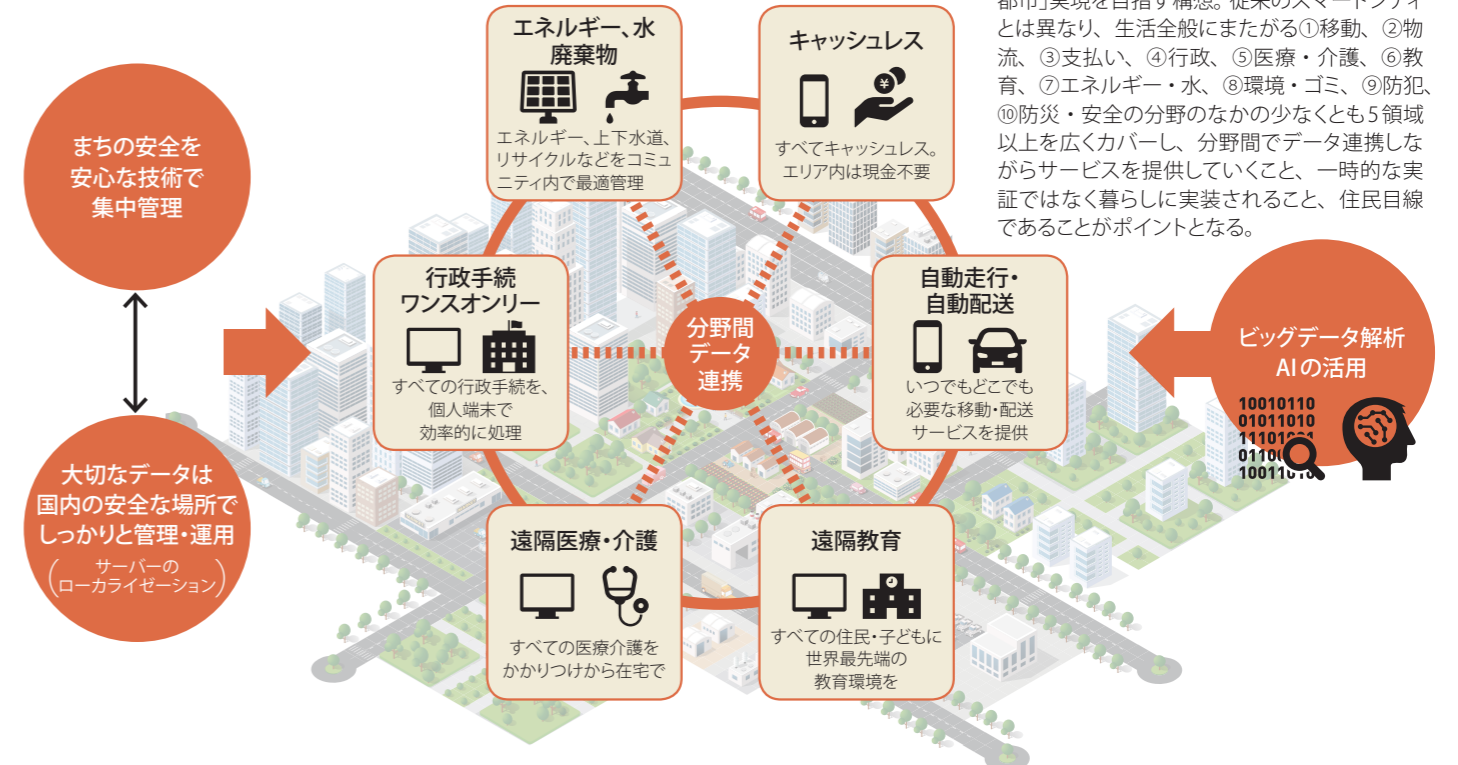 都市」実現を目指す構想。従来のスマートシティ
とは異なり、生活全般にまたがる①移動、②物
流、③支払い、④行政、⑤医療・介護、⑥教
育、⑦エネルギー・水、⑧環境・ゴミ、⑨防犯、
⑩防災・安全の分野のなかの少なくとも5領域
以上を広くカバーし、分野間でデータ連携しな
がらサービスを提供していくこと、一時的な実
証ではなく暮らしに実装されること、住民目線
であることがポイントとなる。
エネルギー、水
廃棄物
エネルギー、上下水道、
リサイクルなどをコミュ
ニティ内で最適管理
キャッシュレス
¥
すべてキャッシュレス。
エリア内は現金不要
まちの安全を
安心な技術で
集中管理
行政手続
ワンスオンリー
すべての行政手続を、
個人端末で
効率的に処理
分野間
データ
連携
自動走行・
自動配送
いつでもどこでも
必要な移動・配送
サービスを提供
ビッグデータ解析
AIの活用
10010110
01011010
11101001
0110
10011010
大切なデータは
国内の安全な場所で
しっかりと管理・運用
(サーバーの
ローカライゼーション)
遠隔医療・介護
すべての医療介護を
かかりつけから在宅で
遠隔教育
すべての住民・子どもに
世界最先端の
教育環境を